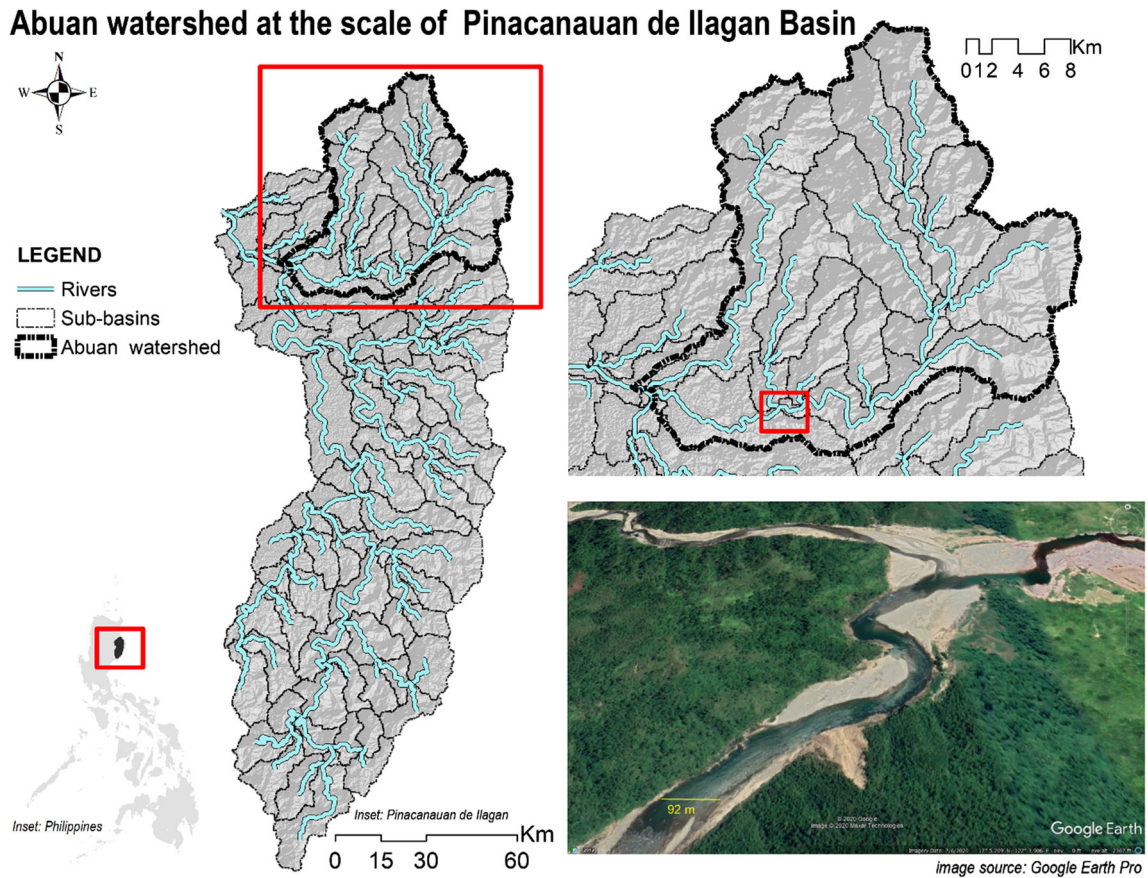 Abuan watershed at the scale of Pinacanauan de Ilagan Basin
N
W E
S
Km
0 1 2 4 6 8
LEGEND
Rivers
Sub-basins
Abuan watershed
Inset: Philippines
Inset: Pinacanauan de Ilagan
Km
0 15 30 60
92 m
© 2020 Google
Image © 2020 Maxar Technologies
Google Earth
image source: Google Earth Pro